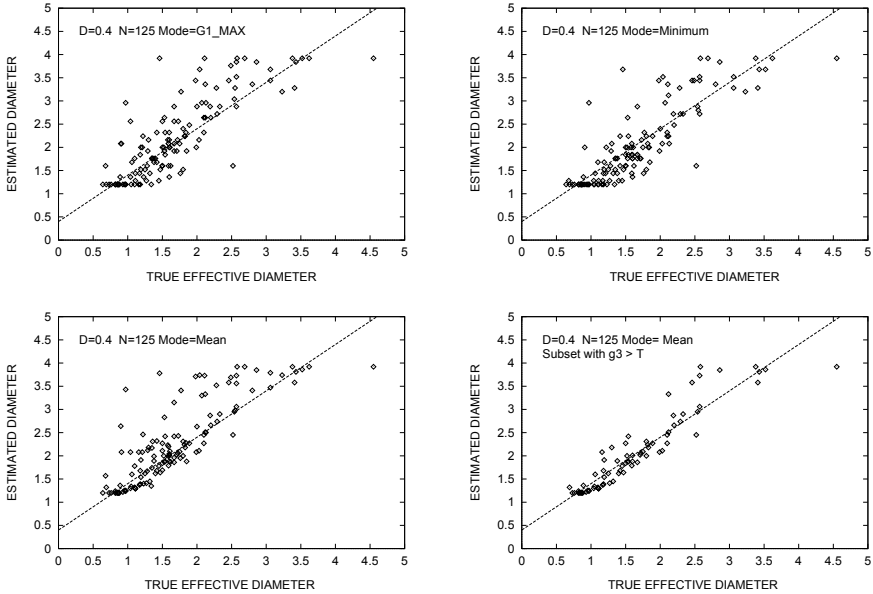 D=0.4 N=125 Mode=G1_MAX
ESTIMATED DIAMETER
5
4.5
4
3.5
3
2.5
2
1.5
1
0.5
0
0 0.5 1 1.5 2 2.5 3 3.5 4 4.5 5
TRUE EFFECTIVE DIAMETER
D=0.4 N=125 Mode=Minimum
ESTIMATED DIAMETER
5
4.5
4
3.5
3
2.5
2
1.5
1
0.5
0
0 0.5 1 1.5 2 2.5 3 3.5 4 4.5 5
TRUE EFFECTIVE DIAMETER
D=0.4 N=125 Mode=Mean
ESTIMATED DIAMETER
5
4.5
4
3.5
3
2.5
2
1.5
1
0.5
0
0 0.5 1 1.5 2 2.5 3 3.5 4 4.5 5
TRUE EFFECTIVE DIAMETER
D=0.4 N=125 Mode= Mean
Subset with g3 > T
ESTIMATED DIAMETER
5
4.5
4
3.5
3
2.5
2
1.5
1
0.5
0
0 0.5 1 1.5 2 2.5 3 3.5 4 4.5 5
TRUE EFFECTIVE DIAMETER